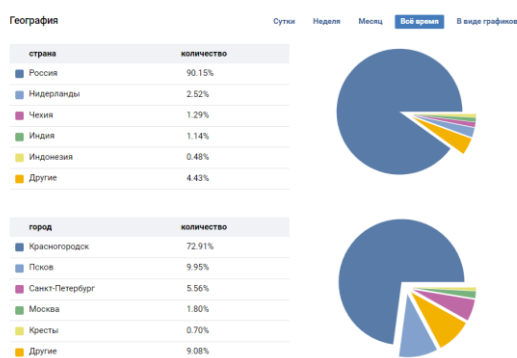 География Сутки Неделя Месяц Всё время В виде графиков
страна количество
Россия 90.15%
Нидерланды 2.52%
Чехия 1.29%
Индия 1.14%
Индонезия 0.48%
Другие 4.43%
город количество
Красногородск 72.91%
Псков 9.95%
Санкт-Петербург 5.56%
Москва 1.80%
Кресты 0.70%
Другие 9.08%